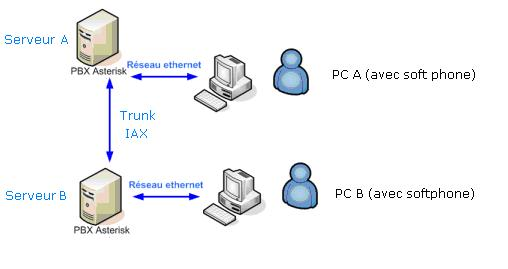 Serveur A
PBX Asterisk
Réseau ethernet
PC A (avec soft phone)
Trunk
IAX
Serveur B
PBX Asterisk
Réseau ethernet
PC B (avec softphone)